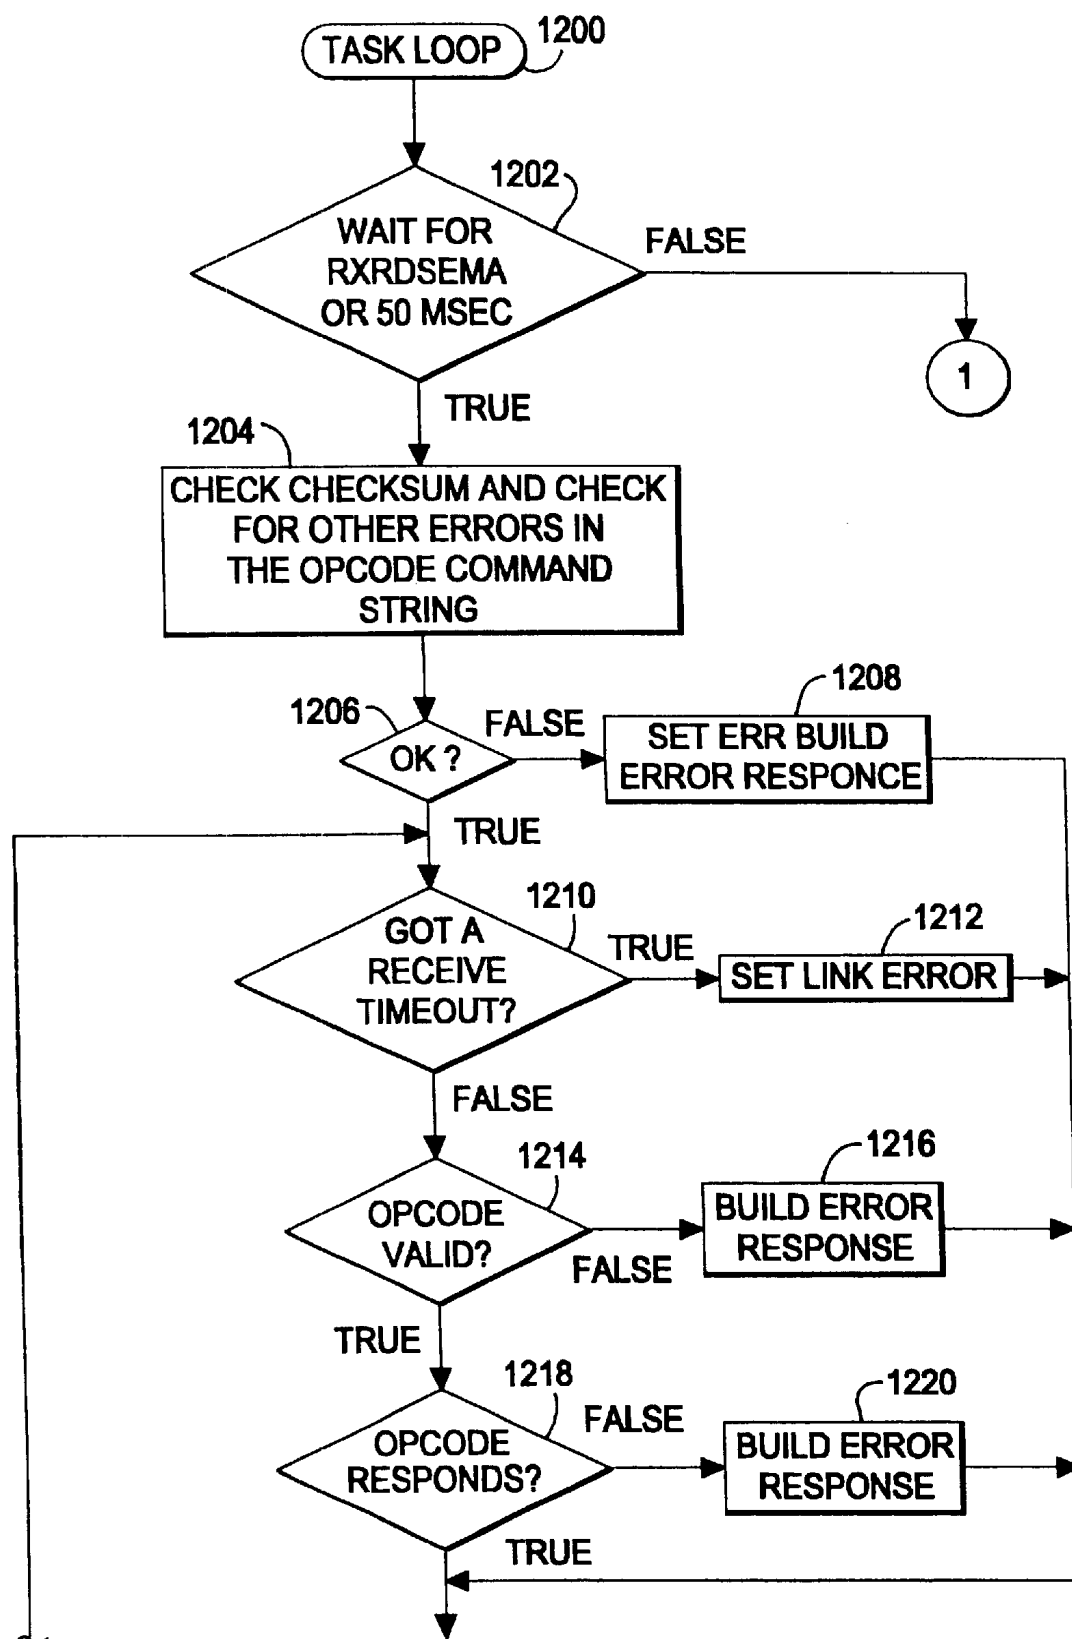 1200
TASK LOOP
1202
WAIT FOR
RXRDSEMA
OR 50 MSEC
FALSE
1
TRUE
1204
CHECK CHECKSUM AND CHECK
FOR OTHER ERRORS IN
THE OPCODE COMMAND
STRING
1206
OK ?
FALSE
1208
SET ERR BUILD
ERROR RESPONCE
TRUE
1210
GOT A
RECEIVE
TIMEOUT?
TRUE
1212
SET LINK ERROR
FALSE
1214
OPCODE
VALID?
FALSE
1216
BUILD ERROR
RESPONSE
TRUE
1218
OPCODE
RESPONDS?
FALSE
1220
BUILD ERROR
RESPONSE
TRUE